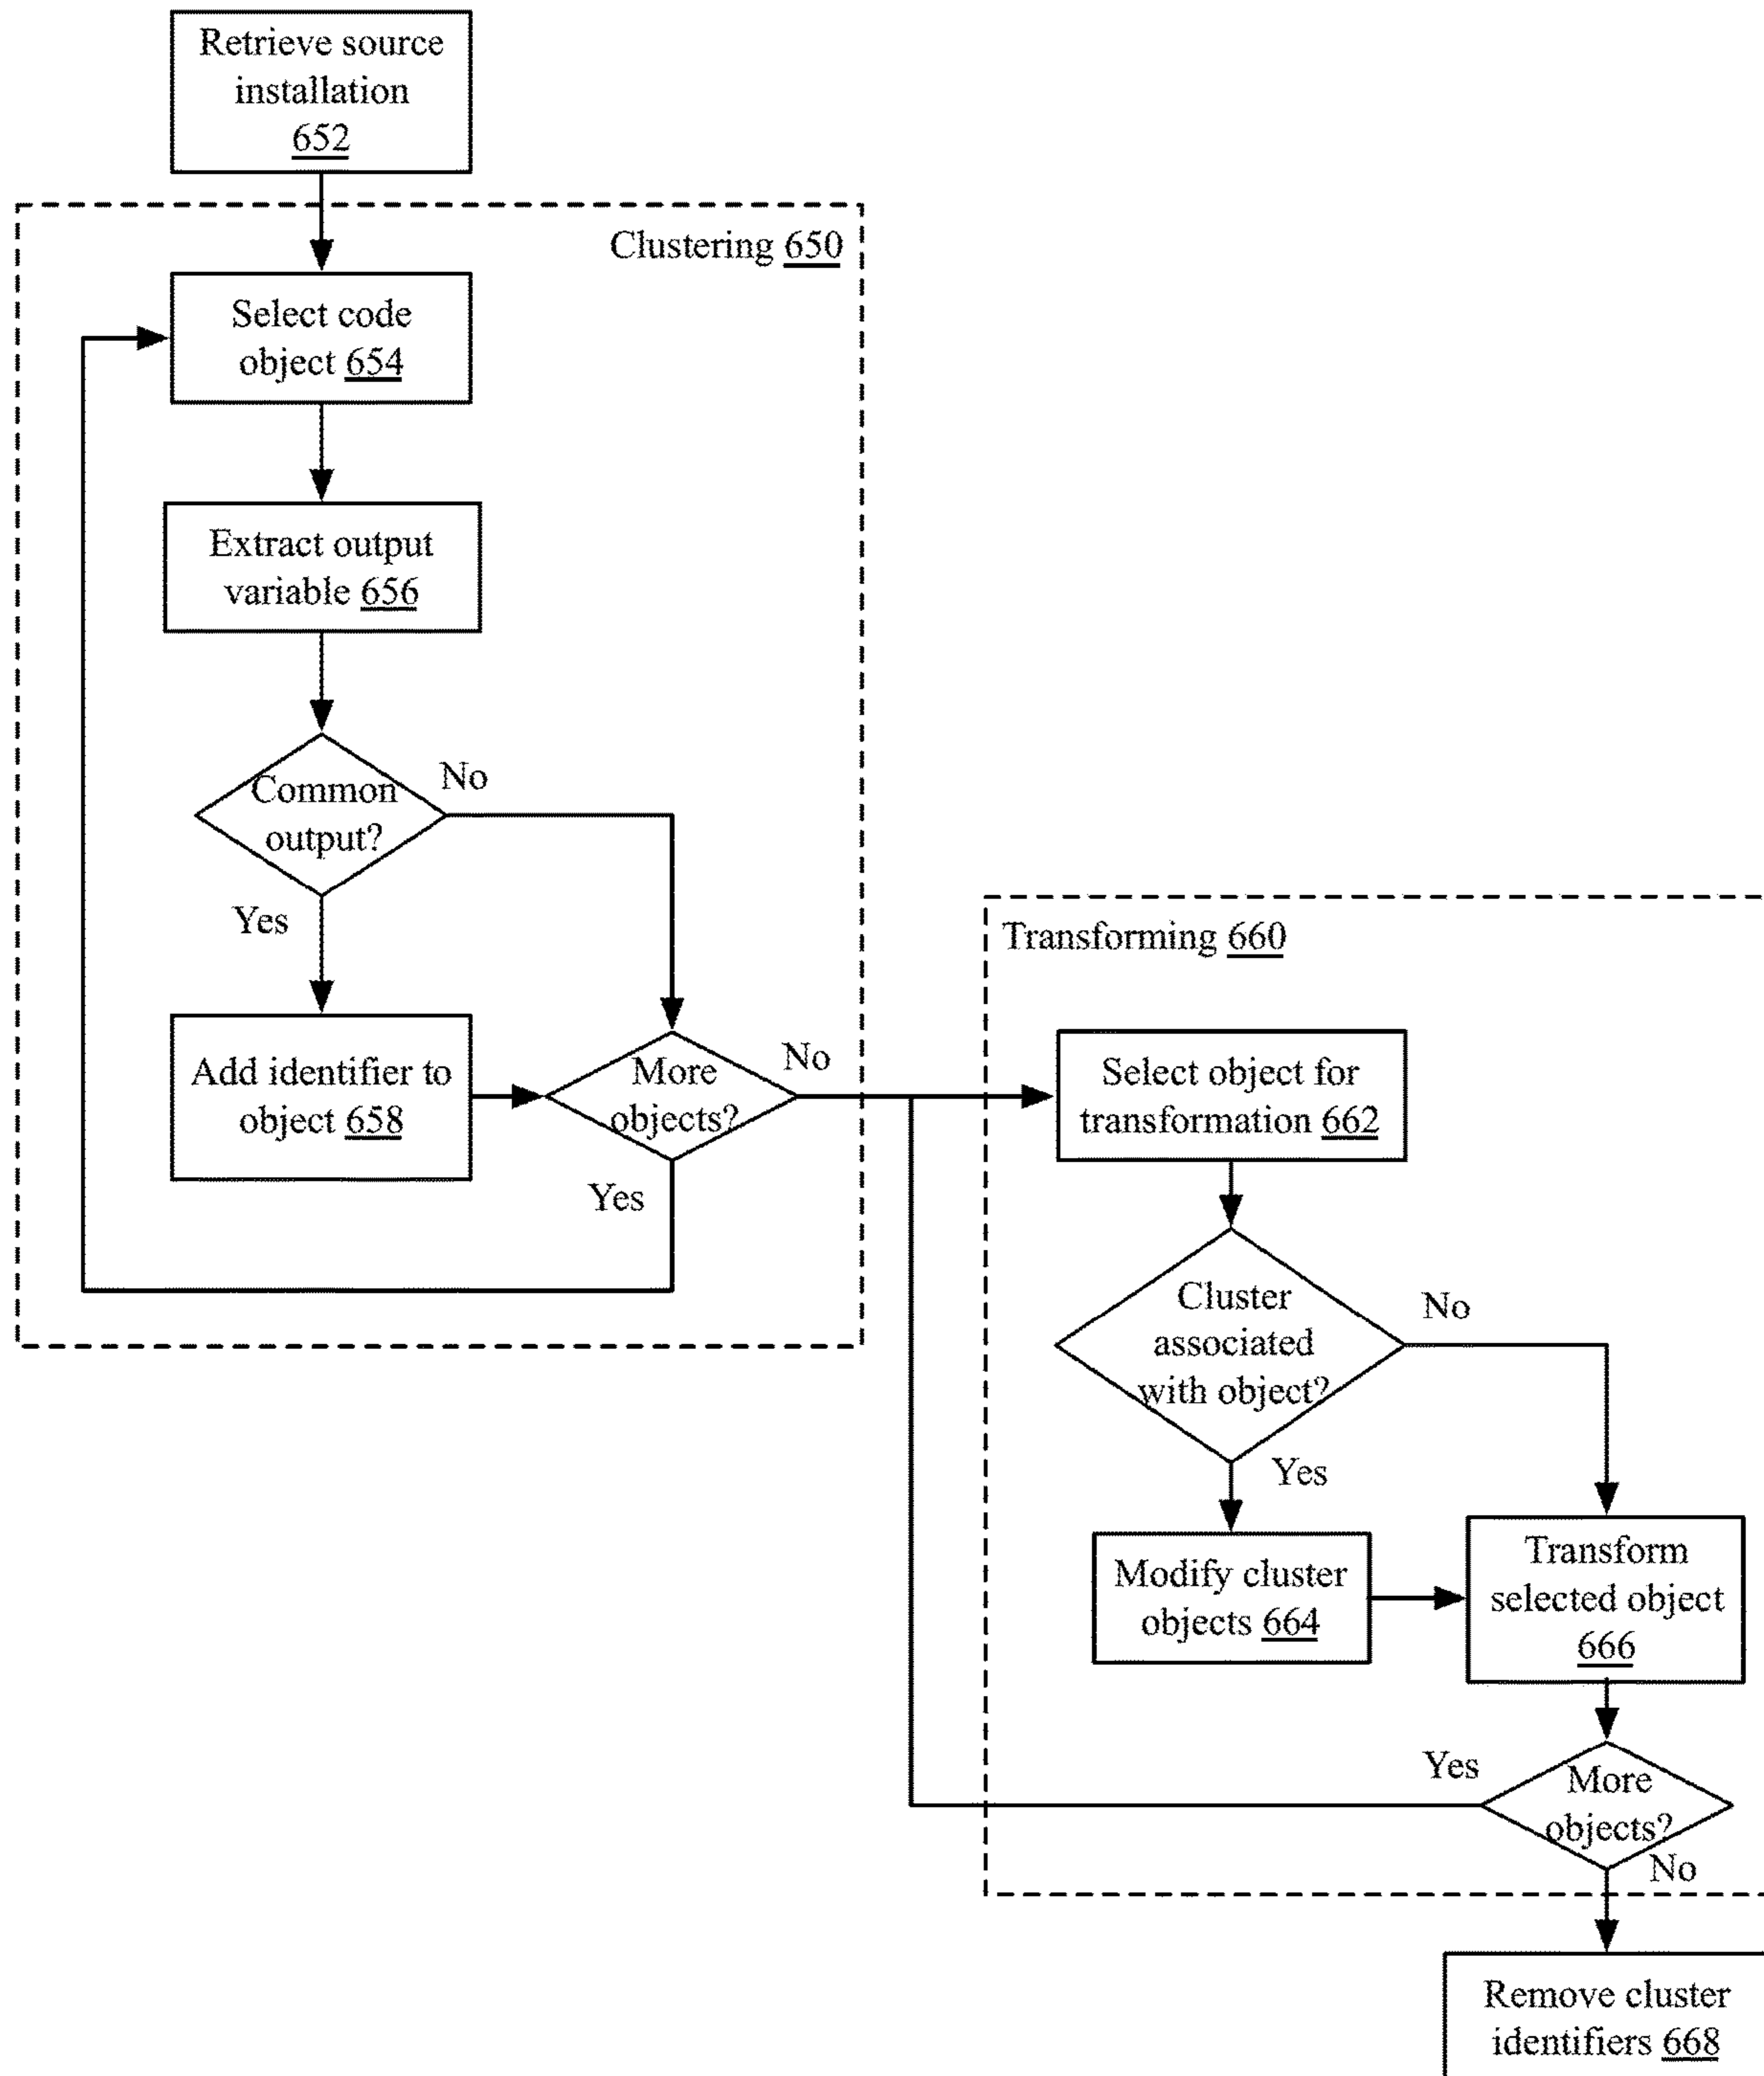 Retrieve source
installation
652
Clustering 650
Select code
object 654
Extract output
variable 656
Common
output?
No
Yes
Add identifier to
object 658
More
objects?
No
Yes
Transforming 660
Select object for
transformation 662
Cluster
associated
with object?
No
Yes
Modify cluster
objects 664
Transform
selected object
666
More
objects?
Yes
No
Remove cluster
identifiers 668